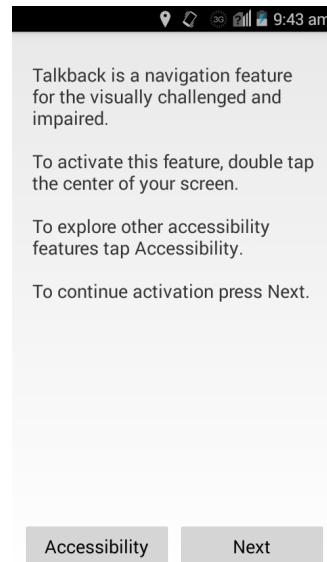 3G 9:43 am
Talkback is a navigation feature
for the visually challenged and
impaired.
To activate this feature, double tap
the center of your screen.
To explore other accessibility
features tap Accessibility.
To continue activation press Next.
Accessibility Next